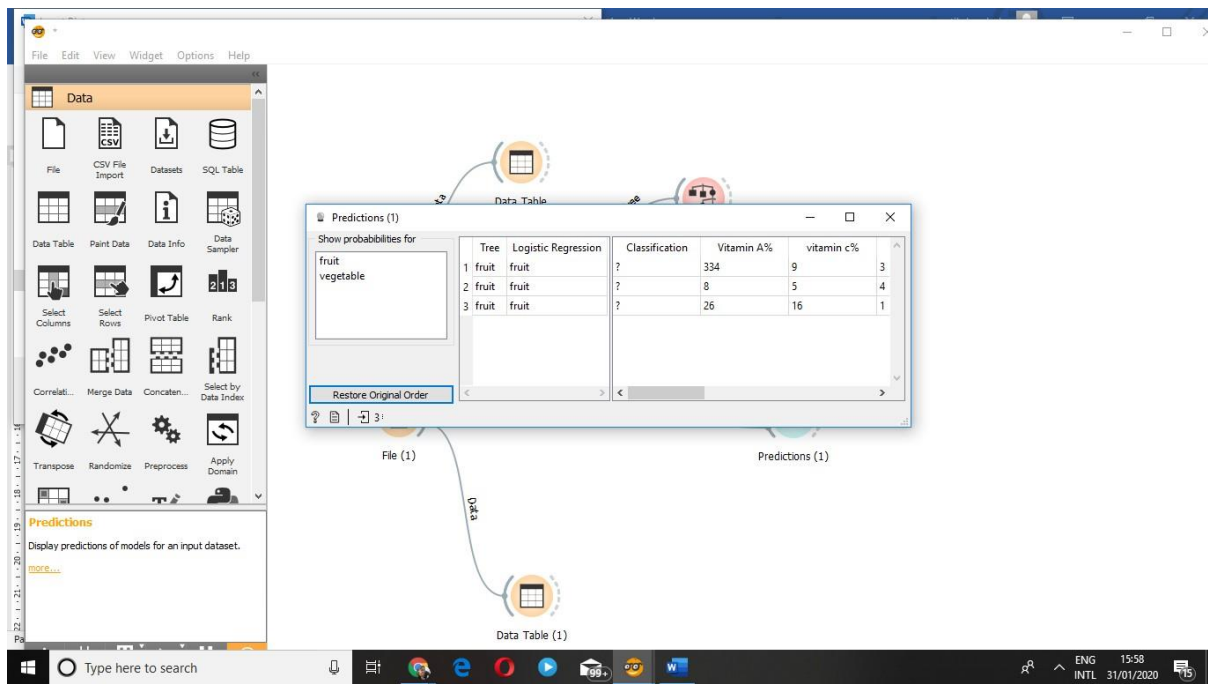 File Edit View Widget Options Help
Data
File
CSV File Import
Datasets
SQL Table
Data Table
Paint Data
Data Info
Data Sampler
Select Columns
Select Rows
Pivot Table
Rank
Correlati...
Merge Data
Concaten...
Select by Data Index
Transpose
Randomize
Preprocess
Apply Domain
Predictions
Display predictions of models for an input dataset.
more...
Data
Data Table
Predictions (1)
Show probabibilities for
fruit
vegetable
Restore Original Order
Tree Logistic Regression Classification Vitamin A% vitamin c%
1 fruit fruit ? 334 9 3
2 fruit fruit ? 8 5 4
3 fruit fruit ? 26 16 1
3
File (1)
Predictions (1)
Data
Data Table (1)
Type here to search
99+
ENG 15:58
INTL 31/01/2020
15